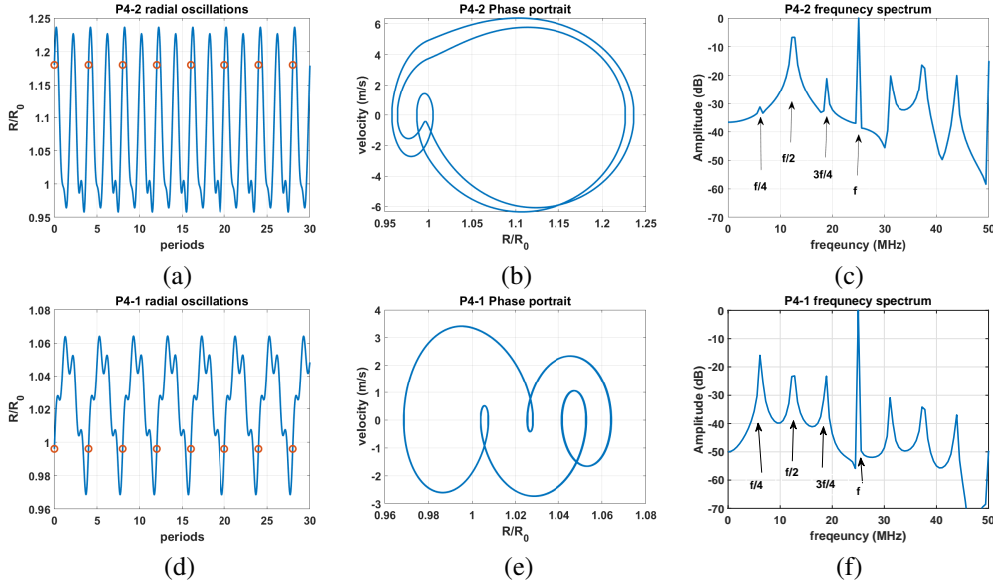 P4-2 radial oscillations
R/R0
1.25
1.2
1.15
1.1
1.05
1
0.95
0 5 10 15 20 25 30
periods
(a)
P4-2 Phase portrait
velocity (m/s)
6
4
2
0
-2
-4
-6
0.95 1 1.05 1.1 1.15 1.2 1.25
R/R0
(b)
P4-2 frequnecy spectrum
Amplitude (dB)
0
-10
-20
-30
-40
-50
-60
-70
f/4
f/2
3f/4
f
0 10 20 30 40 50
freqeuncy (MHz)
(c)
P4-1 radial oscillations
R/R0
1.08
1.06
1.04
1.02
1
0.98
0.96
0 5 10 15 20 25 30
periods
(d)
P4-1 Phase portrait
velocity (m/s)
4
3
2
1
0
-1
-2
-3
0.96 0.98 1 1.02 1.04 1.06 1.08
R/R0
(e)
P4-1 frequnecy spectrum
Amplitude (dB)
0
-10
-20
-30
-40
-50
-60
-70
f/4
f/2
3f/4
f
0 10 20 30 40 50
freqeuncy (MHz)
(f)